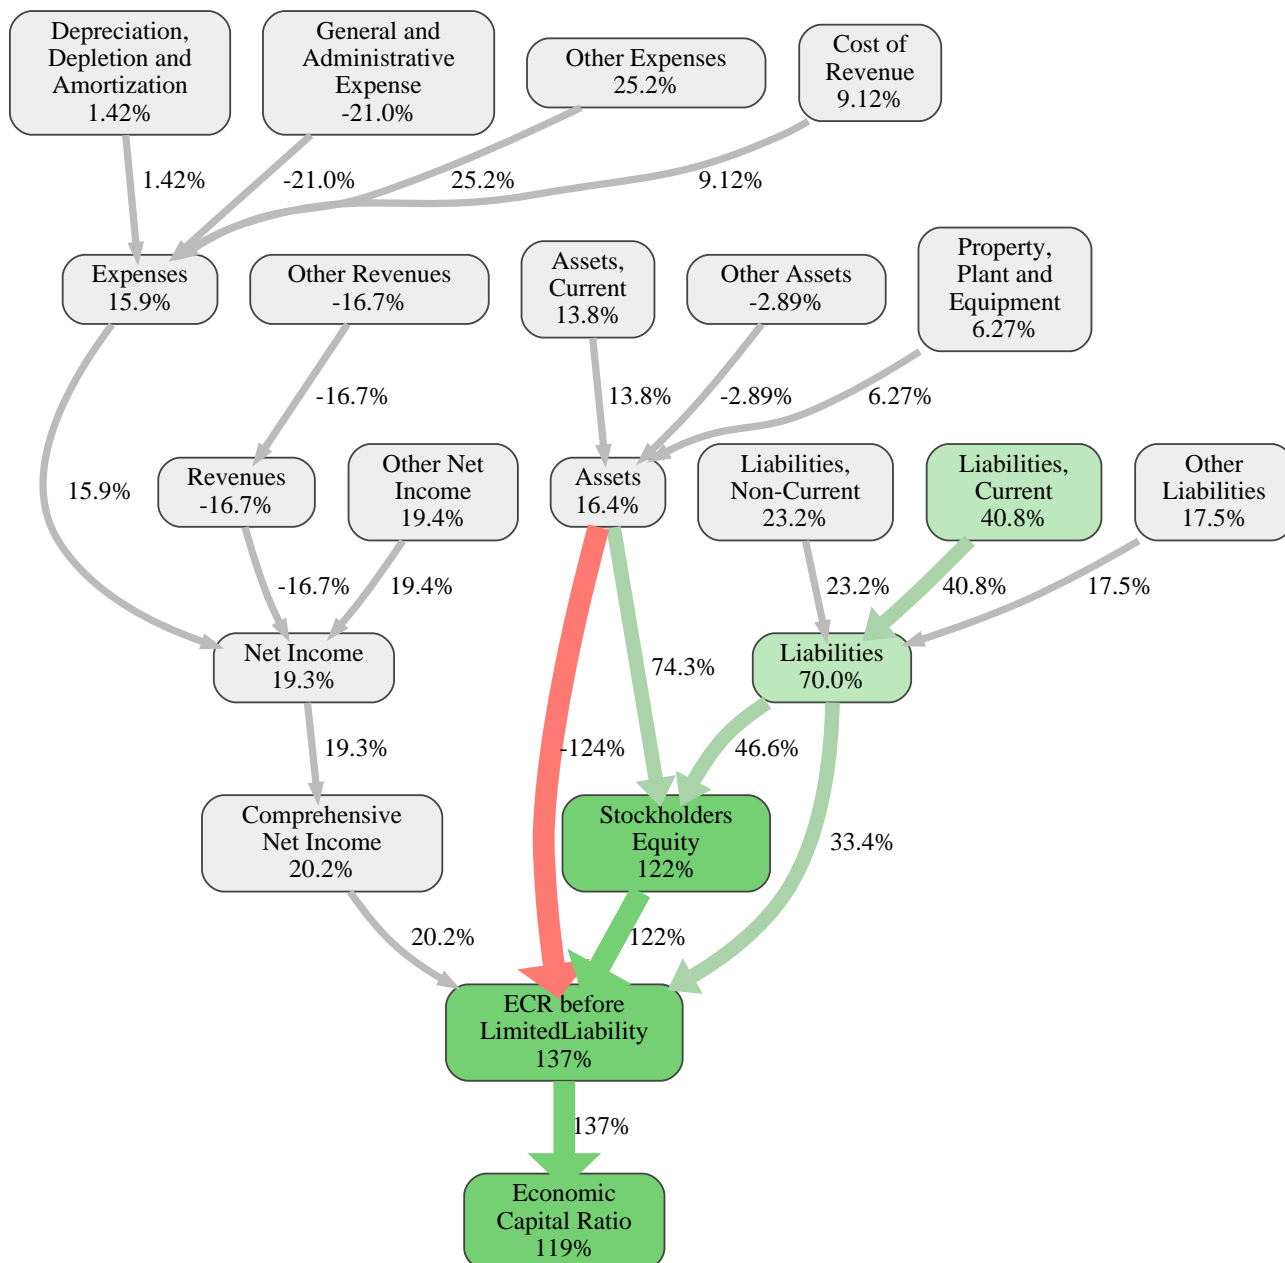 Depreciation,
Depletion and
Amortization
1.42%
General and
Administrative
Expense
-21.0%
Other Expenses
25.2%
Cost of
Revenue
9.12%
1.42%
-21.0%
25.2%
9.12%
Expenses
15.9%
Other Revenues
-16.7%
Assets,
Current
13.8%
Other Assets
-2.89%
Property,
Plant and
Equipment
6.27%
-16.7%
13.8%
-2.89%
6.27%
15.9%
Revenues
-16.7%
Other Net
Income
19.4%
Assets
16.4%
Liabilities,
Non-Current
23.2%
Liabilities,
Current
40.8%
Other
Liabilities
17.5%
-16.7%
19.4%
23.2%
40.8%
17.5%
Net Income
19.3%
74.3%
Liabilities
70.0%
19.3%
-124%
46.6%
Comprehensive
Net Income
20.2%
Stockholders
Equity
122%
33.4%
20.2%
122%
ECR before
LimitedLiability
137%
137%
Economic
Capital Ratio
119%